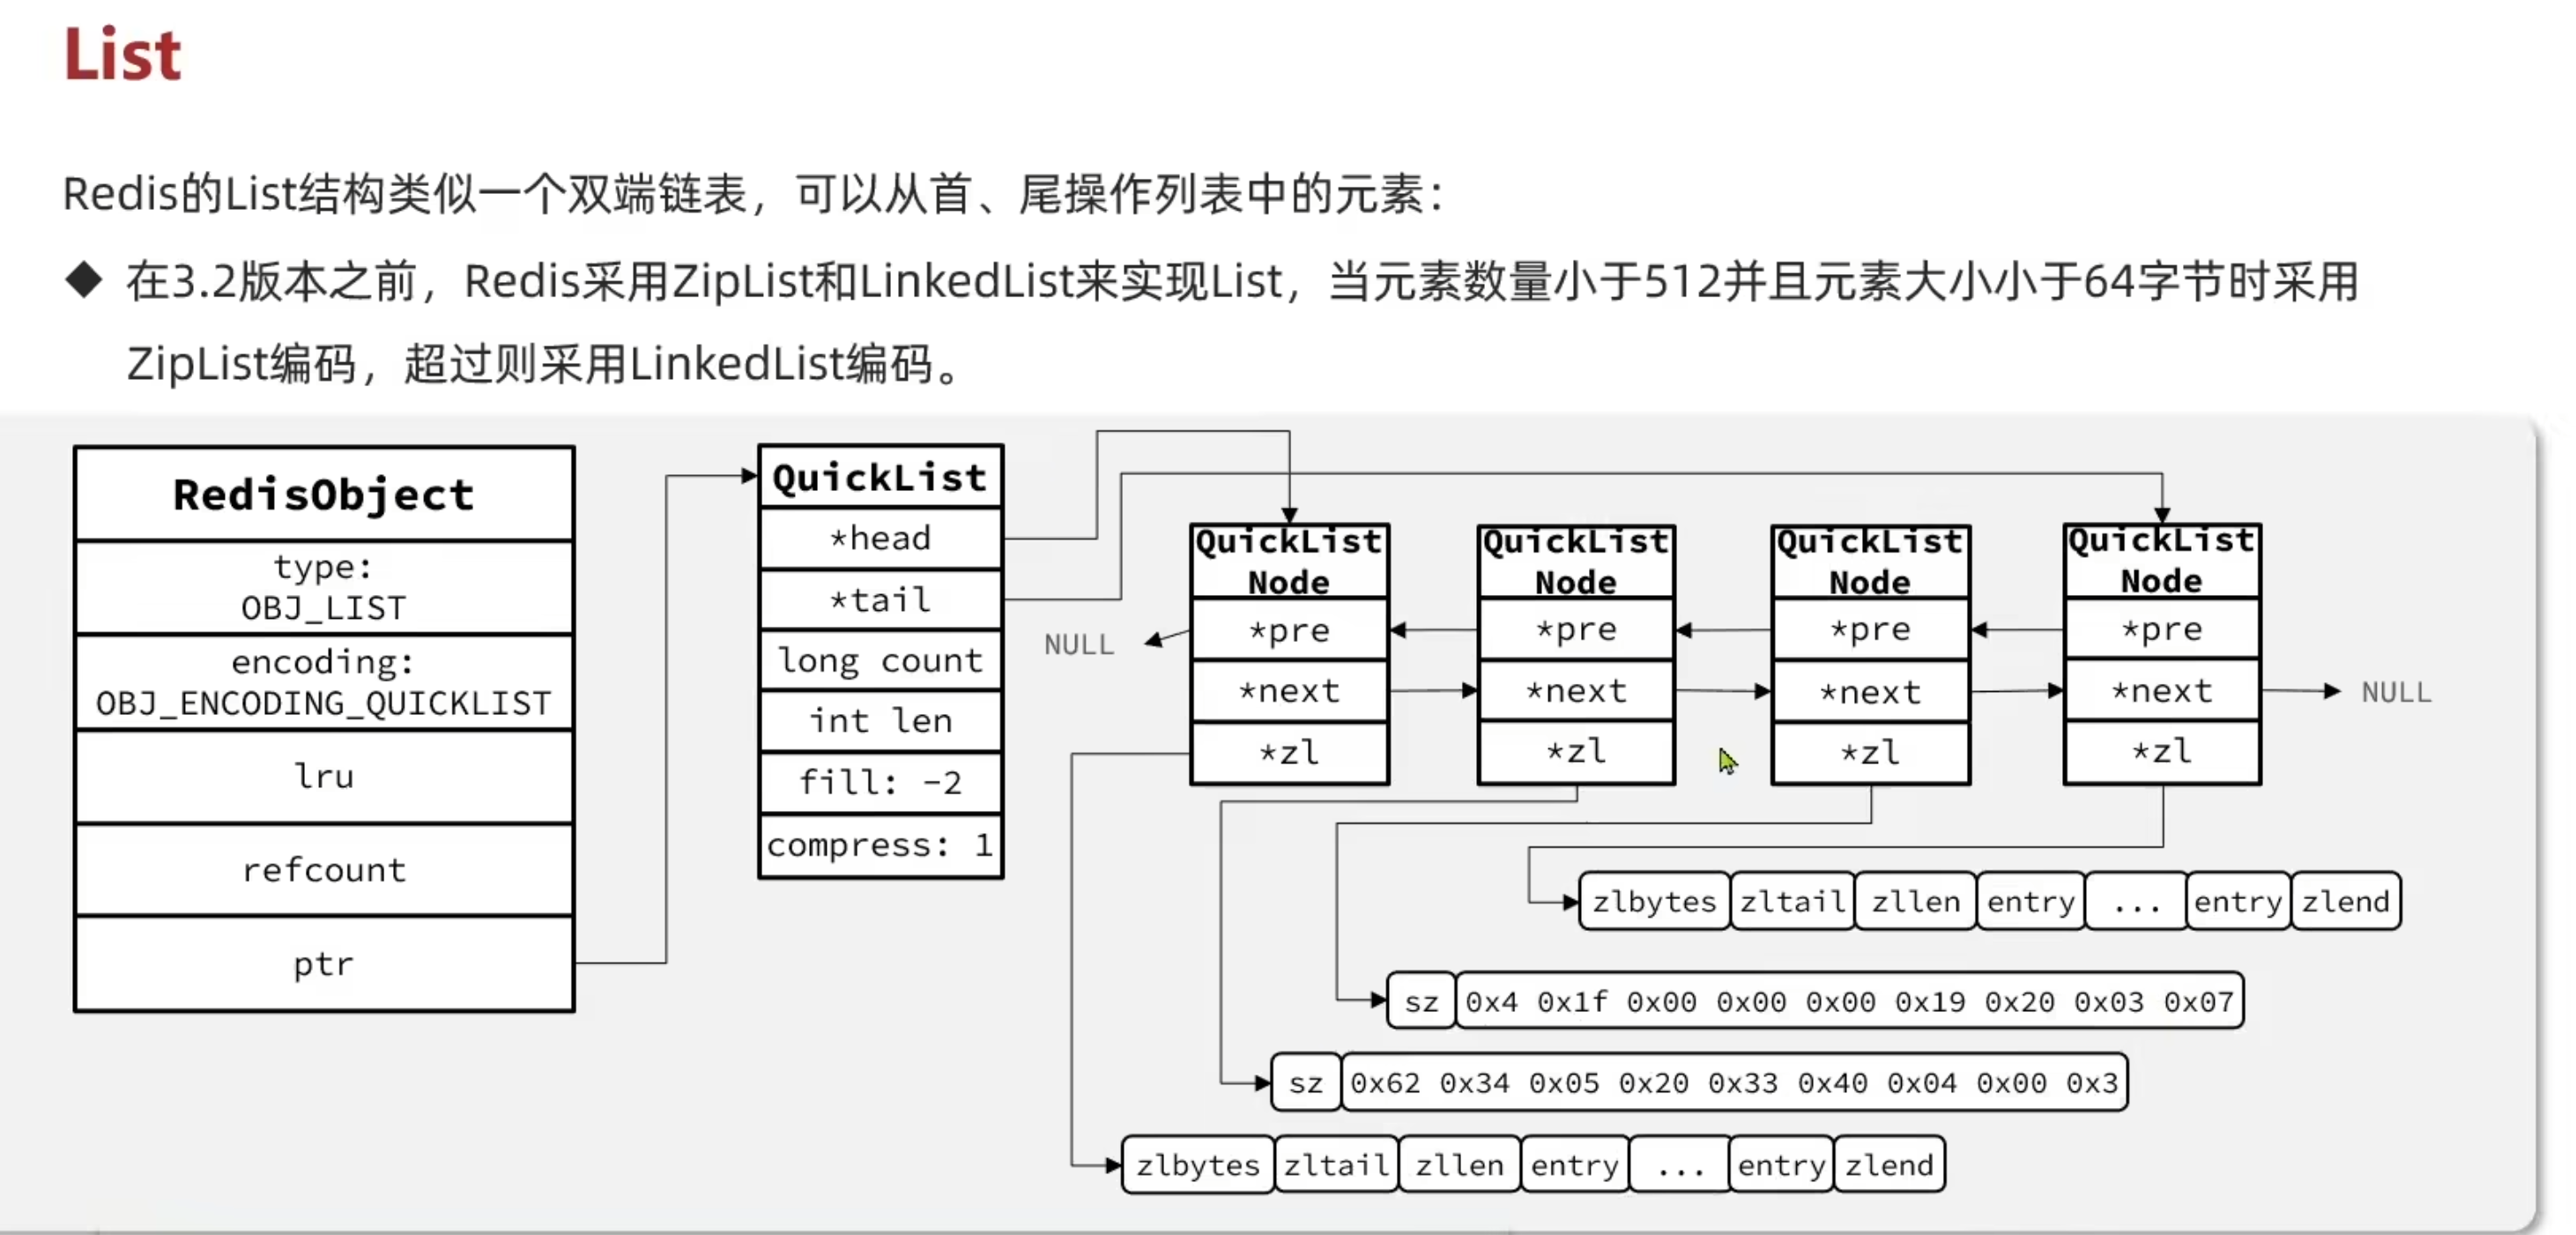 List
Redis的List结构类似一个双端链表，可以从首、尾操作列表中的元素：
◆ 在3.2版本之前，Redis采用ZipList和LinkedList来实现List，当元素数量小于512并且元素大小小于64字节时采用
ZipList编码，超过则采用LinkedList编码。
RedisObject
type:
OBJ_LIST
encoding:
OBJ_ENCODING_QUICKLIST
lru
refcount
ptr
QuickList
*head
*tail
long count
int len
fill: -2
compress: 1
NULL
QuickList
Node
*pre
*next
*zl
QuickList
Node
*pre
*next
*zl
QuickList
Node
*pre
*next
*zl
QuickList
Node
*pre
*next
*zl
NULL
zlbytes zltail zllen entry ... entry zlend
sz 0x4 0x1f 0x00 0x00 0x00 0x19 0x20 0x03 0x07
sz 0x62 0x34 0x05 0x20 0x33 0x40 0x04 0x00 0x3
zlbytes zltail zllen entry ... entry zlend